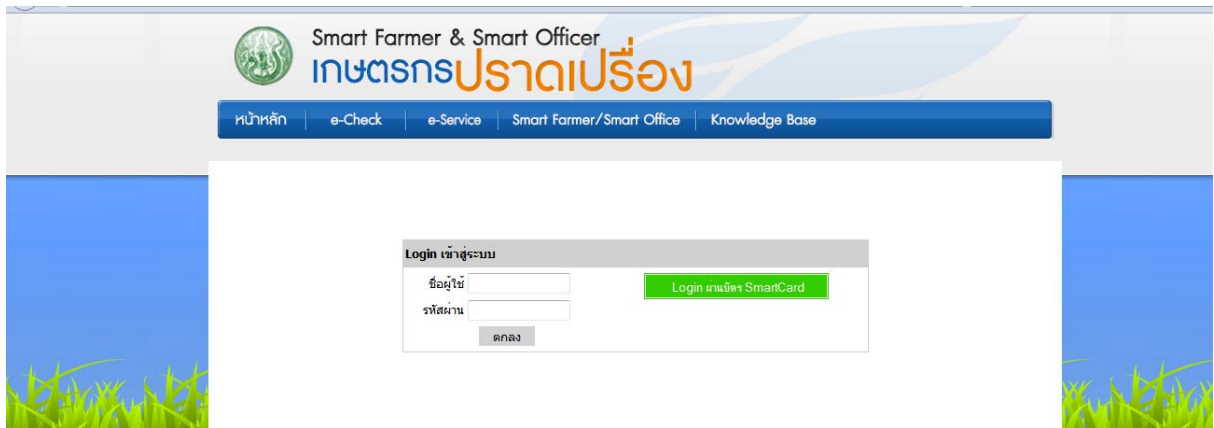 Smart Farmer & Smart Officer
เกษตรกรปราดเปรื่อง
หน้าหลัก e-Check e-Service Smart Farmer/Smart Office Knowledge Base
Login เข้าสู่ระบบ
ชื่อผู้ใช้ Login ผ่านบัตร SmartCard
รหัสผ่าน
ตกลง